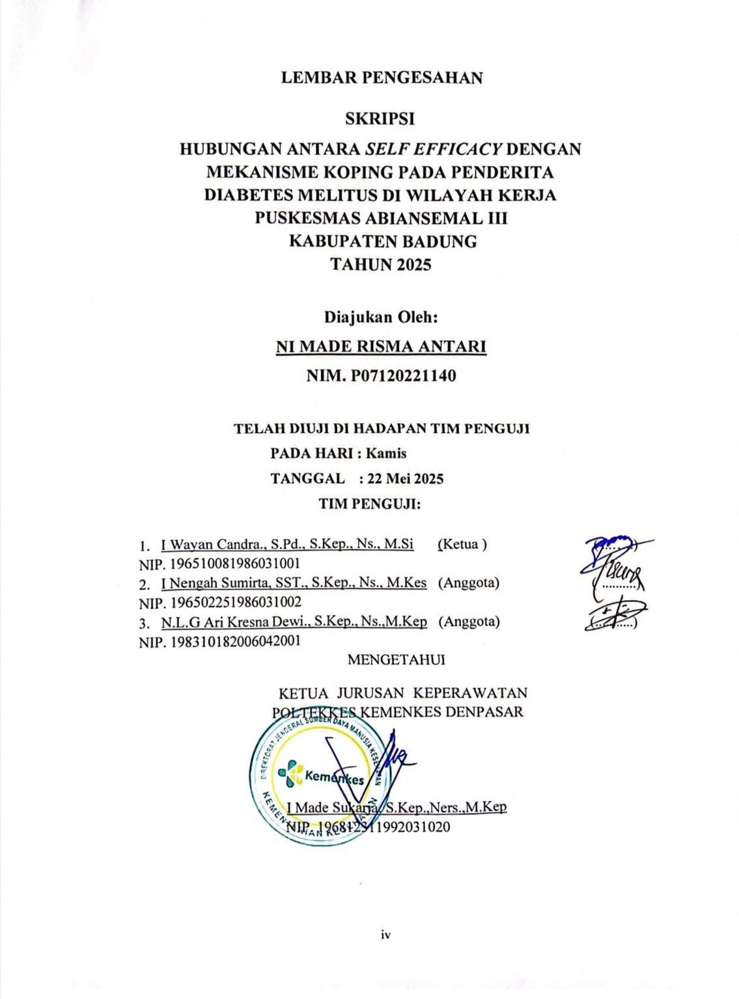 LEMBAR PENGESAHAN
SKRIPSI
HUBUNGAN ANTARA SELF EFFICACY DENGAN
MEKANISME KOPING PADA PENDERITA
DIABETES MELITUS DI WILAYAH KERJA
PUSKESMAS ABIANSEMAL III
KABUPATEN BADUNG
TAHUN 2025
Diajukan Oleh:
NI MADE RISMA ANTARI
NIM. P07120221140
TELAH DIUJI DI HADAPAN TIM PENGUJI
PADA HARI : Kamis
TANGGAL : 22 Mei 2025
TIM PENGUJI:
1. I Wayan Candra., S.Pd., S.Kep., Ns., M.Si (Ketua )
NIP. 196510081986031001
2. I Nengah Sumirta, SST., S.Kep., Ns., M.Kes (Anggota)
NIP. 196502251986031002
3. N.L.G Ari Kresna Dewi., S.Kep., Ns.,M.Kep (Anggota)
NIP. 198310182006042001
MENGETAHUI
KETUA JURUSAN KEPERAWATAN
POLTEKKES KEMENKES DENPASAR
DIREKTORAT JENDERAL SUMBER DAYA MANUSIA KESEHATAN
Kemenkes
KEMENTERIAN KESEHATAN
I Made Sukarja, S.Kep.,Ners.,M.Kep
NIP. 196812311992031020
iv